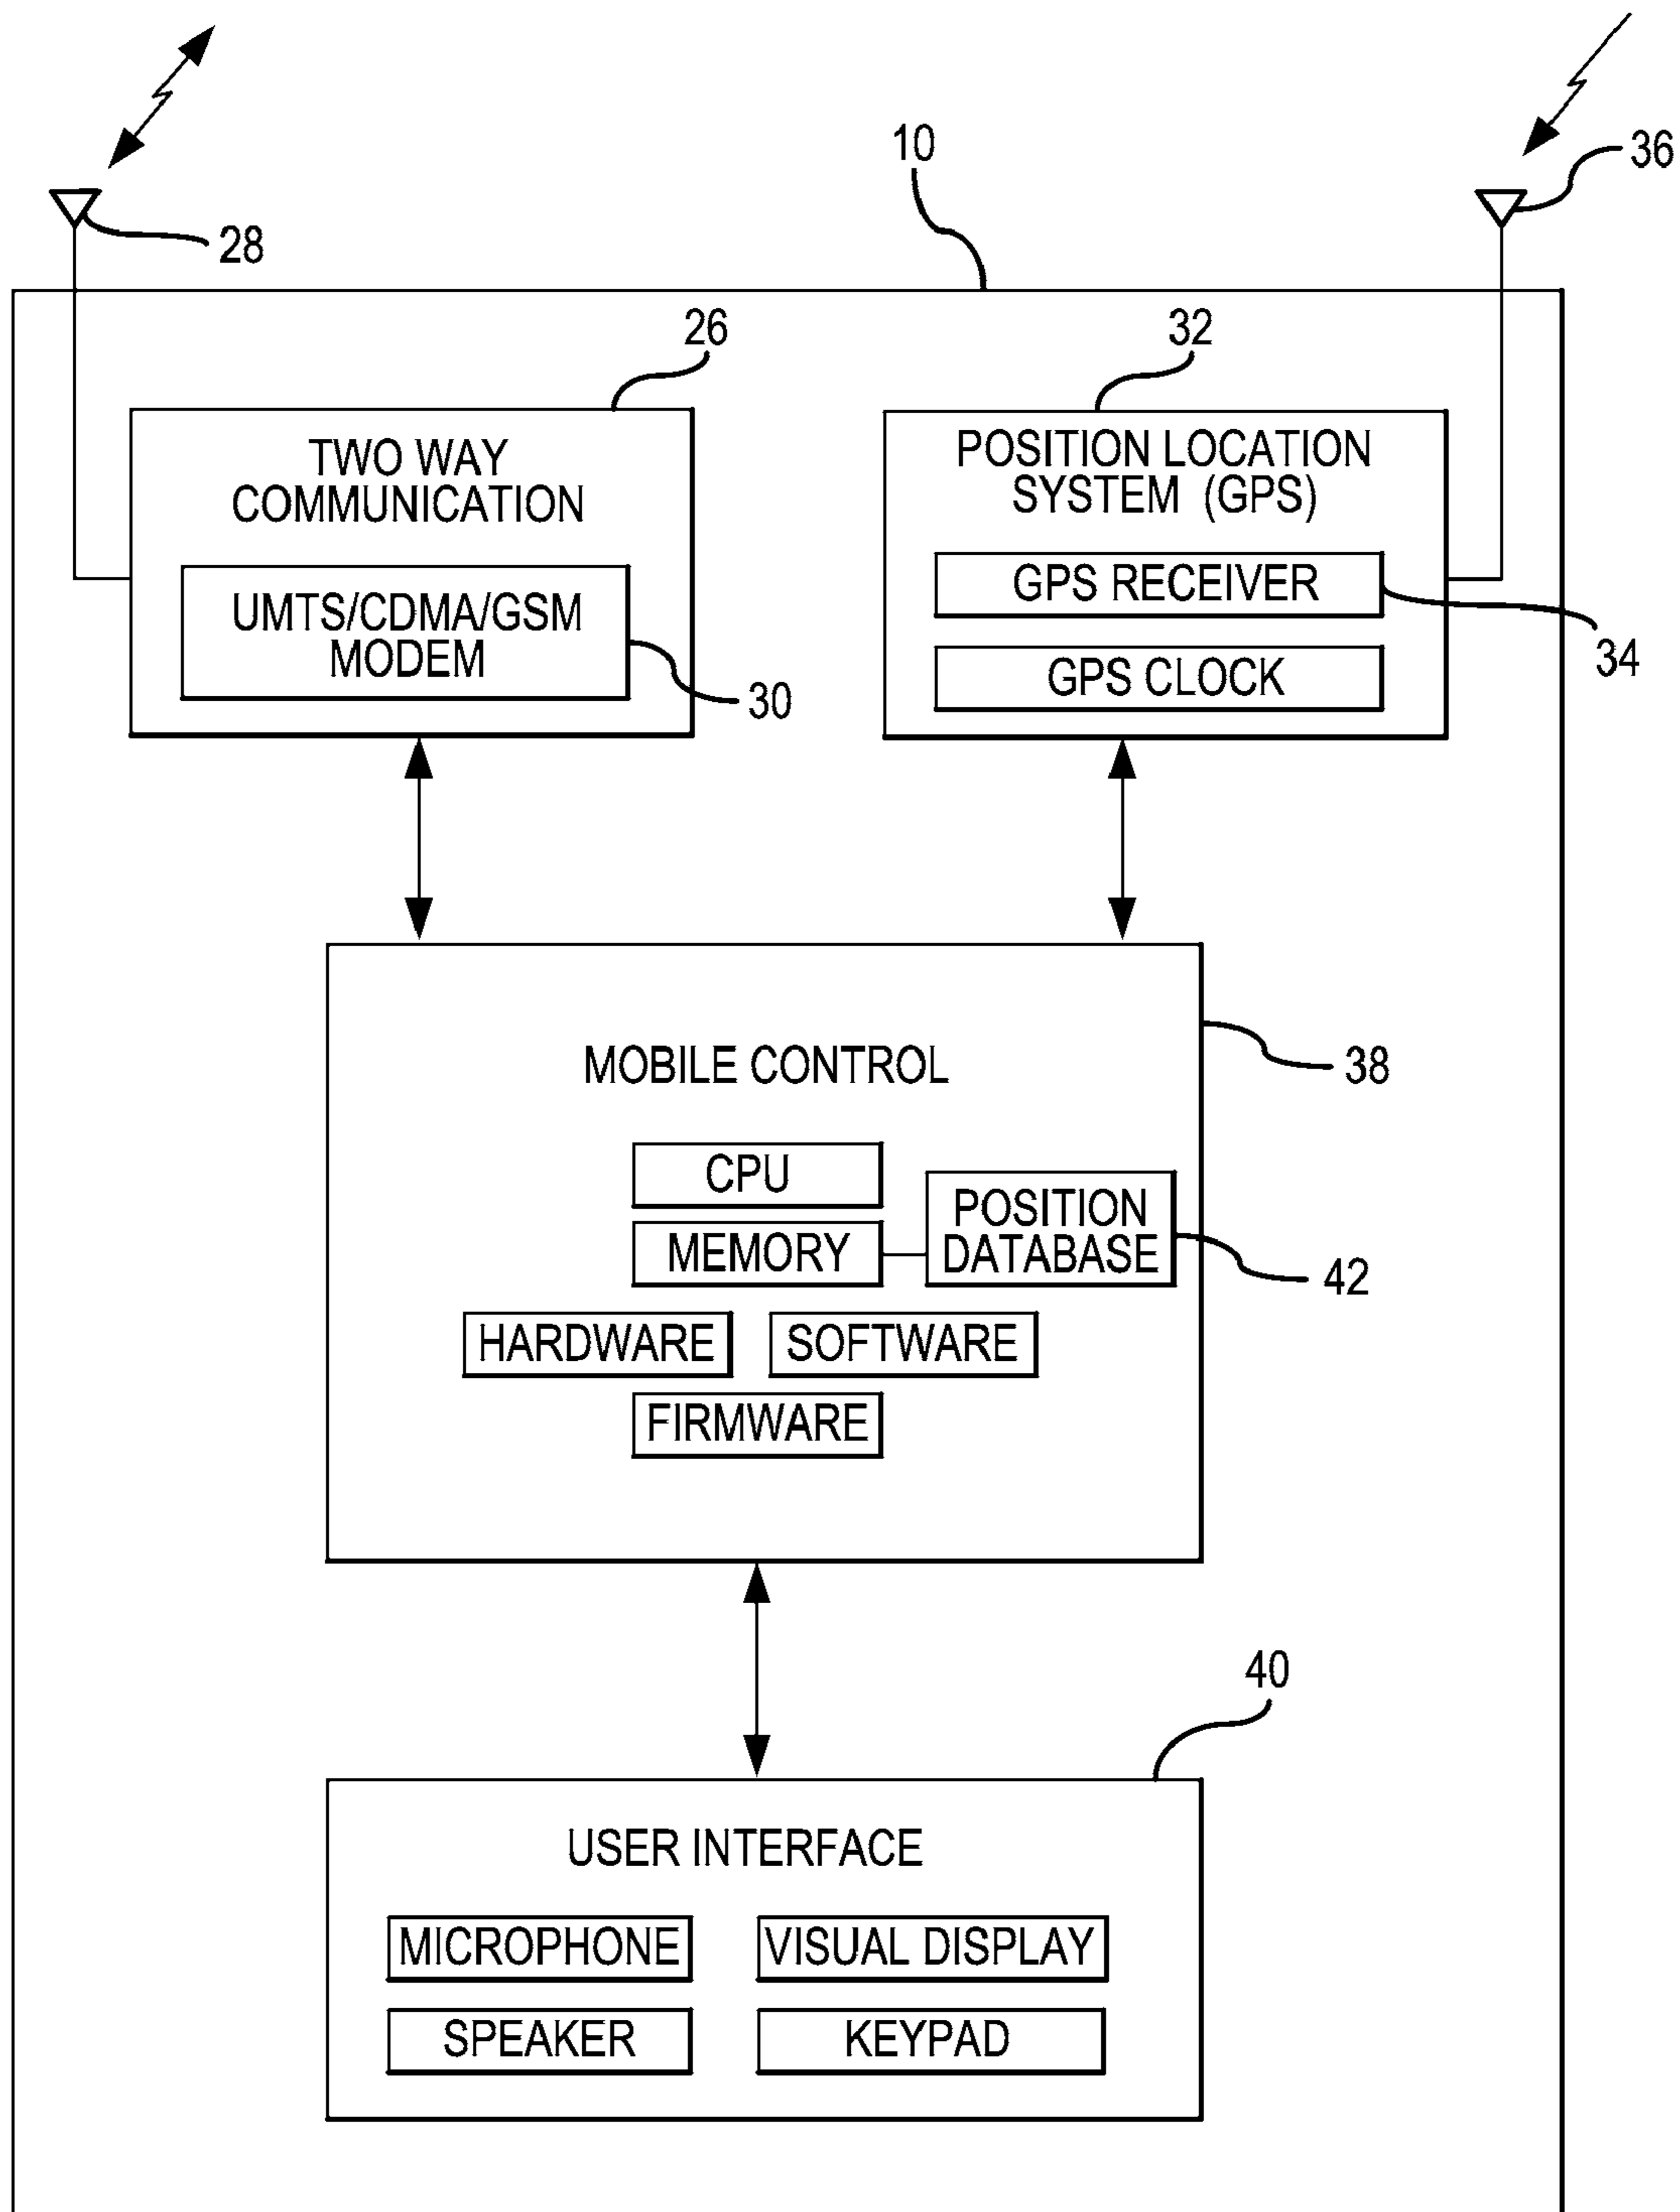 10
36
28
26
32
TWO WAY
COMMUNICATION
UMTS/CDMA/GSM
MODEM
30
POSITION LOCATION
SYSTEM (GPS)
GPS RECEIVER
34
GPS CLOCK
MOBILE CONTROL
38
CPU
MEMORY
POSITION
DATABASE
42
HARDWARE
SOFTWARE
FIRMWARE
40
USER INTERFACE
MICROPHONE
VISUAL DISPLAY
SPEAKER
KEYPAD